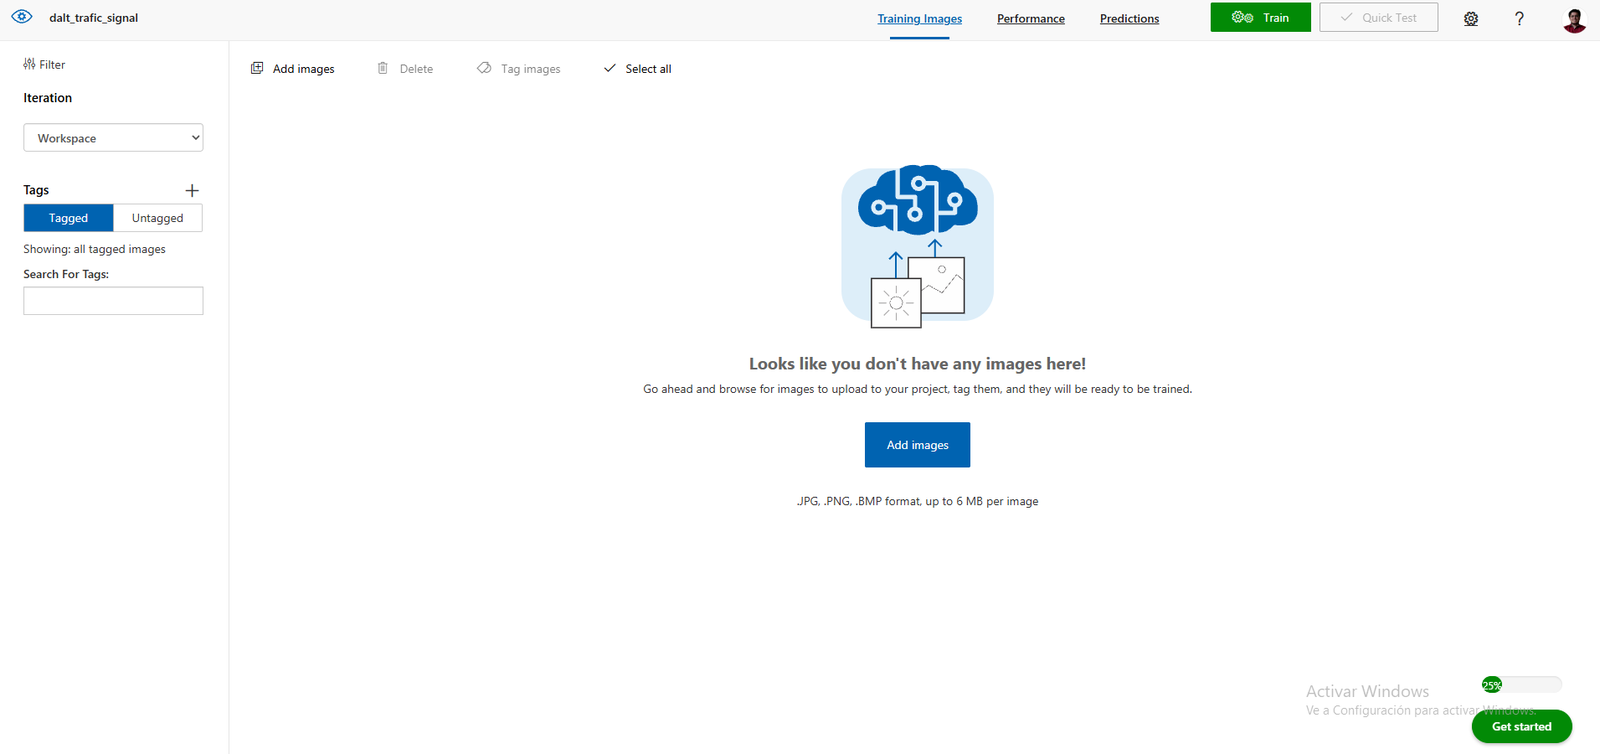 dalt_trafic_signal
Training Images
Performance
Predictions
Train
Quick Test
?
Filter
Iteration
Workspace
Tags
Tagged
Untagged
Showing: all tagged images
Search For Tags:
Add images
Delete
Tag images
Select all
Looks like you don't have any images here!
Go ahead and browse for images to upload to your project, tag them, and they will be ready to be trained.
Add images
.JPG, .PNG, .BMP format, up to 6 MB per image
25%
Activar Windows
Ve a Configuración para activar Windows.
Get started